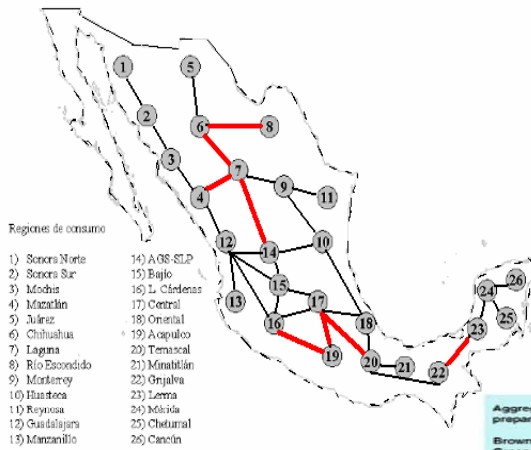 1
5
2
6
8
3
7
4
9
11
12
14
10
15
13
16
17
18
19
20
21
22
23
24
25
26
Regiones de consumo
1) Sonora Norte
2) Sonora Sur
3) Mochis
4) Mazatlán
5) Juárez
6) Chihuahua
7) Laguna
8) Río Escondido
9) Monterrey
10) Huasteca
11) Reynosa
12) Guadalajara
13) Manzanillo
14) AGS-SLP
15) Bajío
16) L. Cárdenas
17) Central
18) Oriental
19) Acapulco
20) Temascal
21) Minatitlán
22) Grijalva
23) Lerma
24) Mérida
25) Chetumal
26) Cancún
Aggreg
prepar
Brown